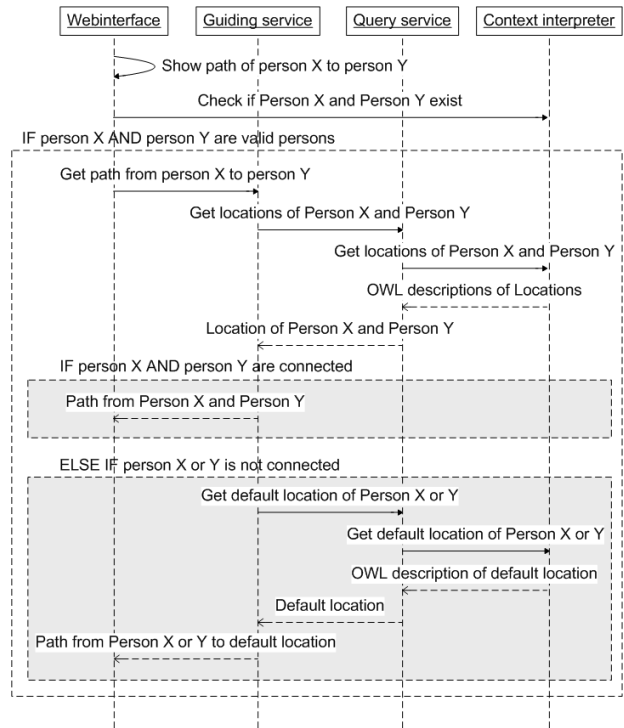 Webinterface
Guiding service
Query service
Context interpreter
Show path of person X to person Y
Check if Person X and Person Y exist
IF person X AND person Y are valid persons
Get path from person X to person Y
Get locations of Person X and Person Y
Get locations of Person X and Person Y
OWL descriptions of Locations
Location of Person X and Person Y
IF person X AND person Y are connected
Path from Person X and Person Y
ELSE IF person X or Y is not connected
Get default location of Person X or Y
Get default location of Person X or Y
OWL description of default location
Default location
Path from Person X or Y to default location